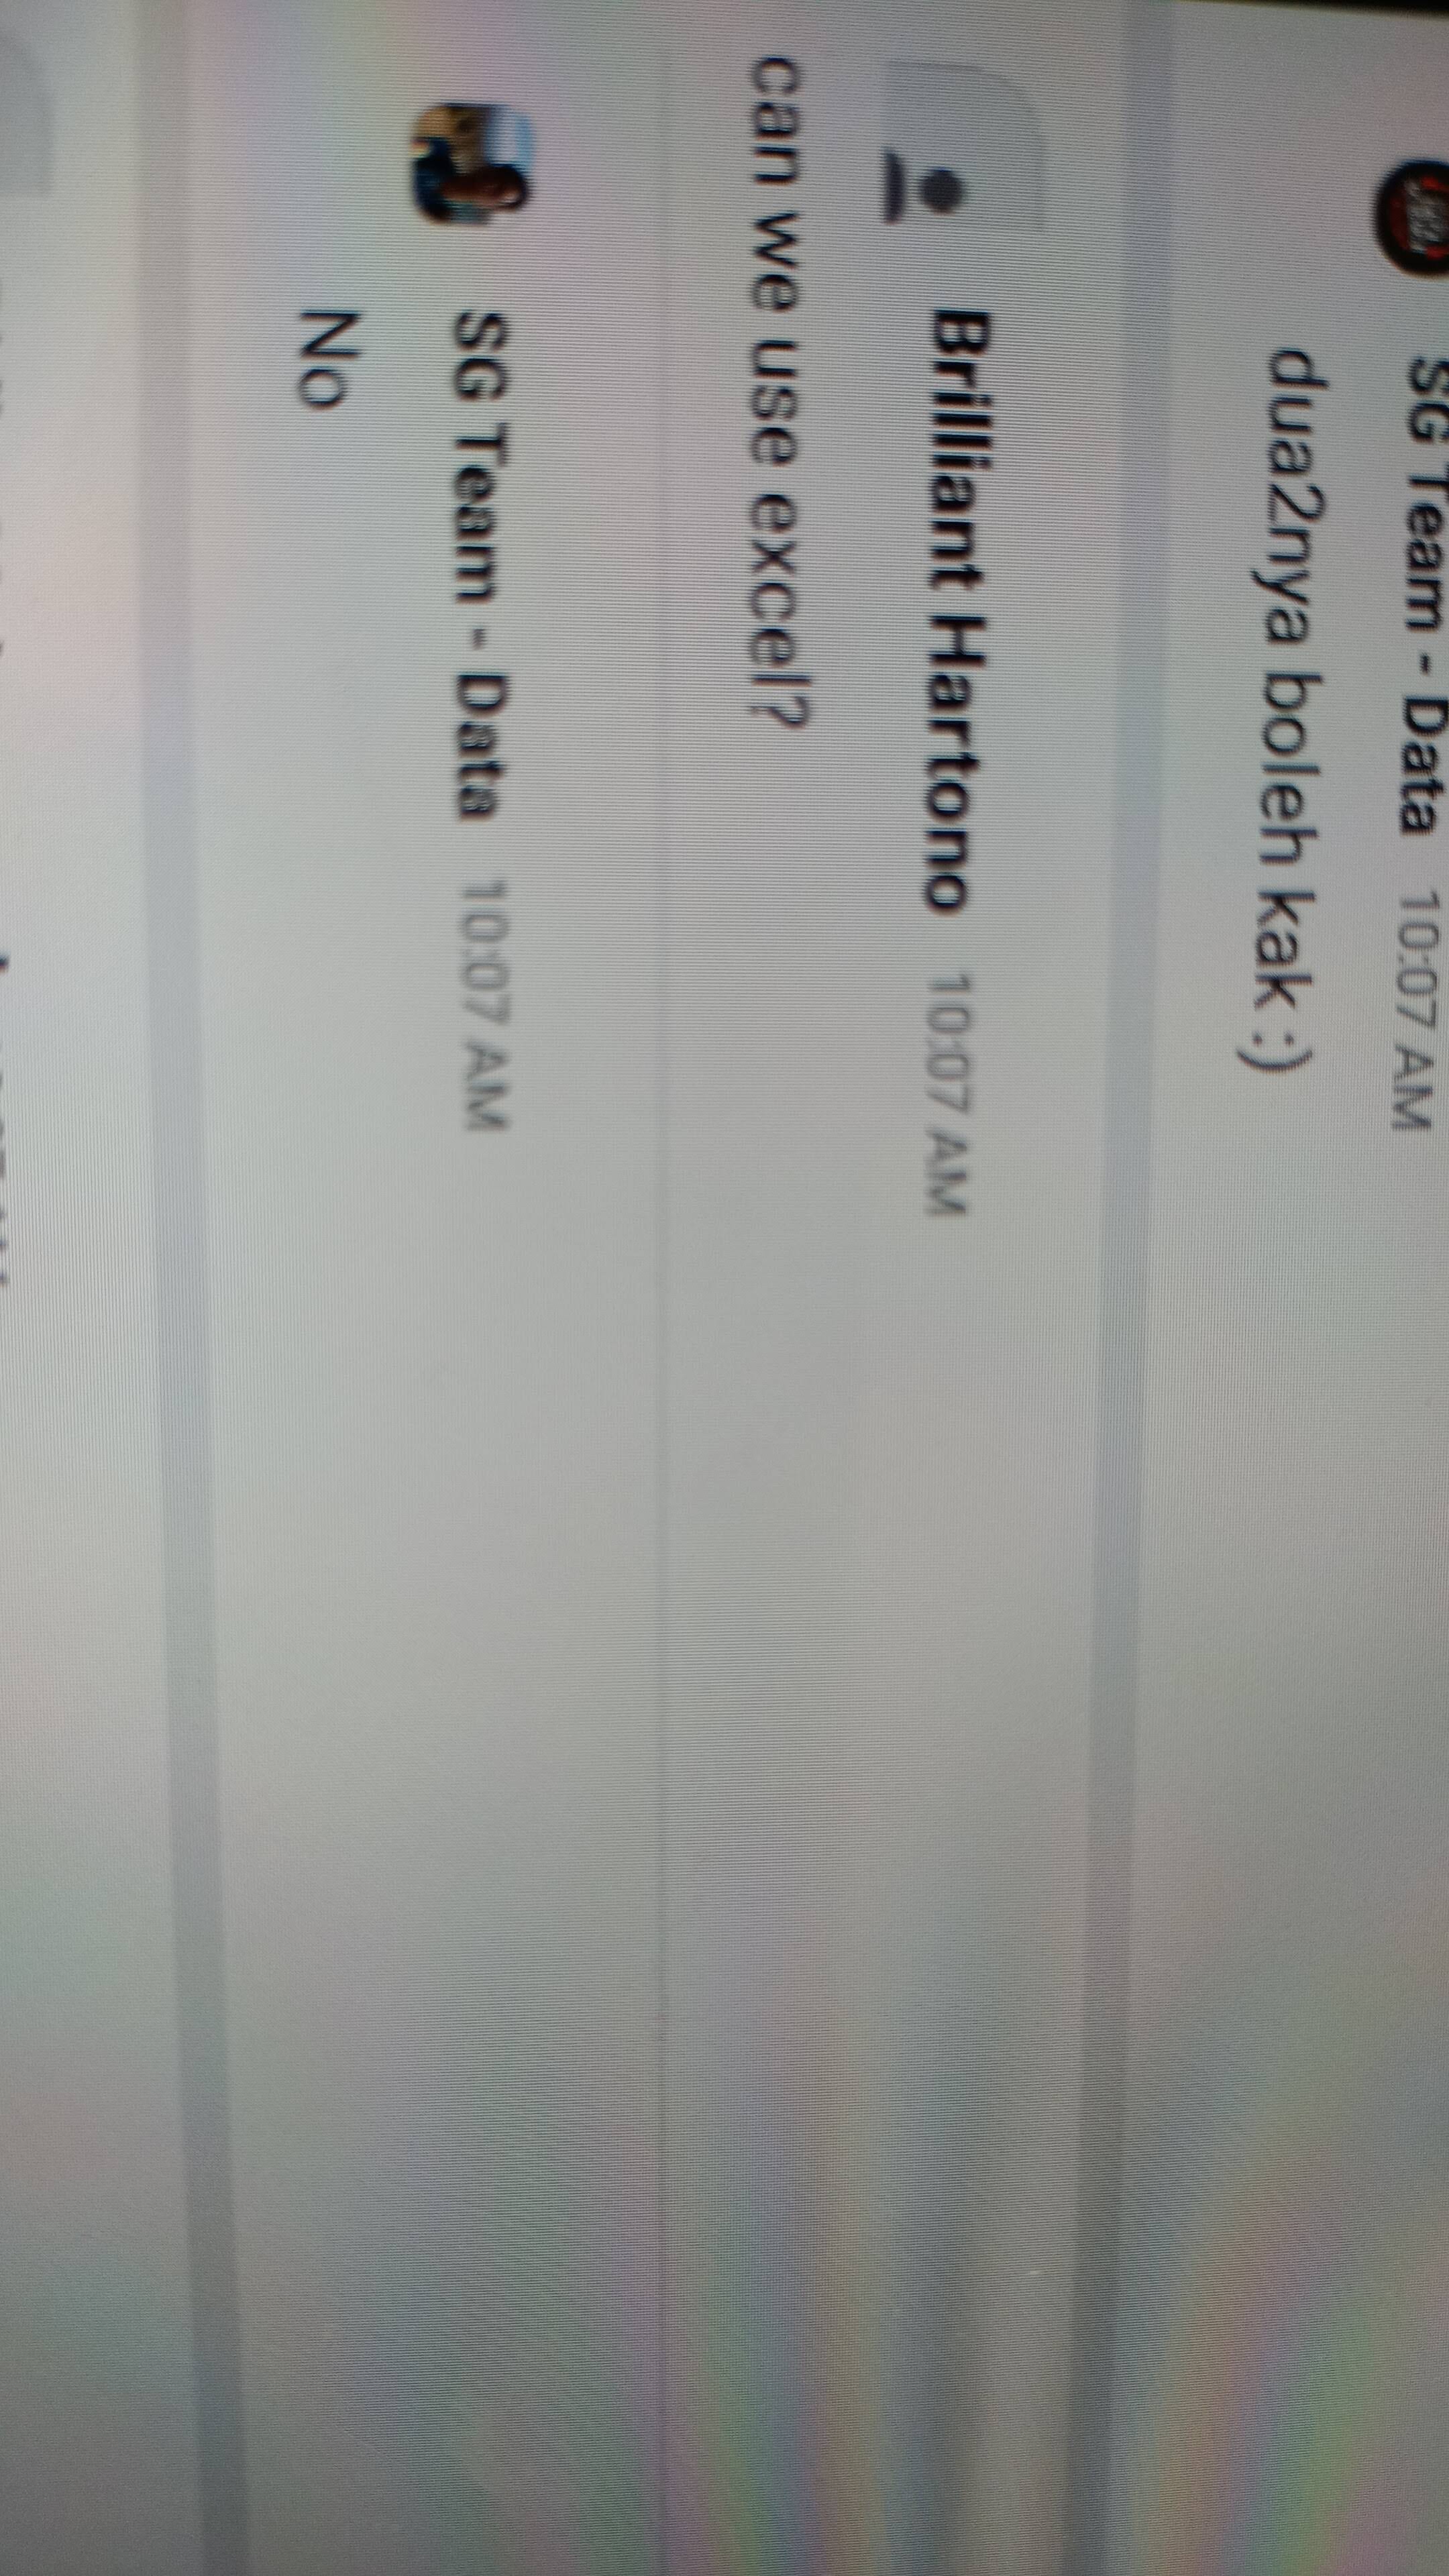 SG Team - Data 10:07 AM
dua2nya boleh kak :)
Brilliant Hartono 10:07 AM
can we use excel?
SG Team - Data 10:07 AM
No